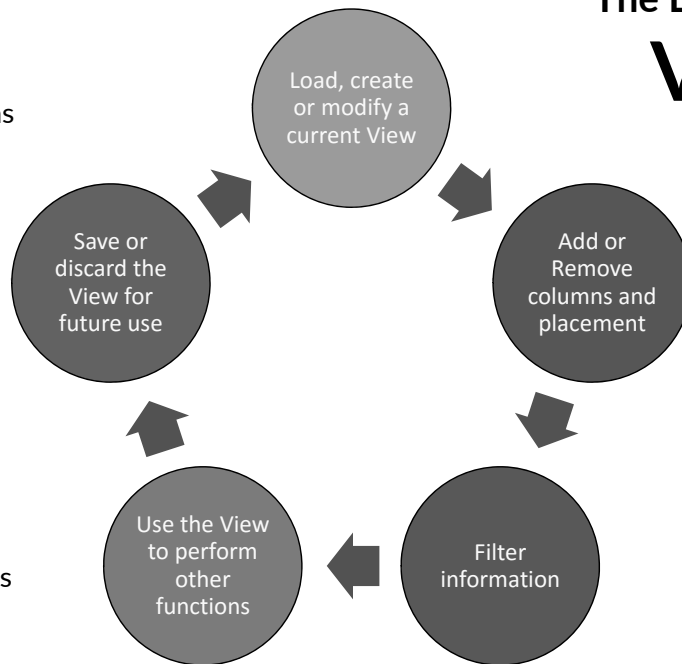 Load, create
or modify a
current View
Add or
Remove
columns and
placement
Filter
information
Use the View
to perform
other
functions
Save or
discard the
View for
future use